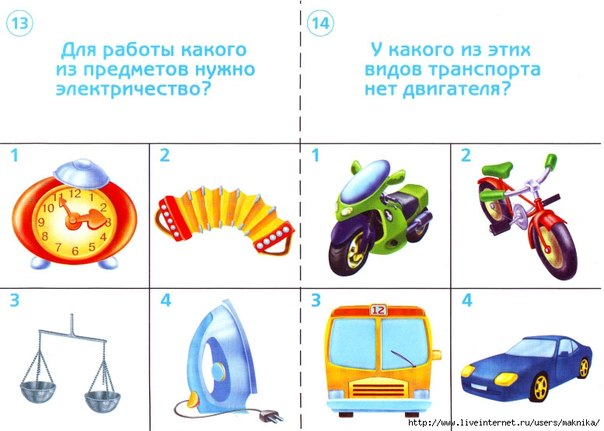 13
Для работы какого
из предметов нужно
электричество?
1
2
3
4
14
У какого из этих
видов транспорта
нет двигателя?
1
2
3
12
4
http://www.liveinternet.ru/users/maknika/